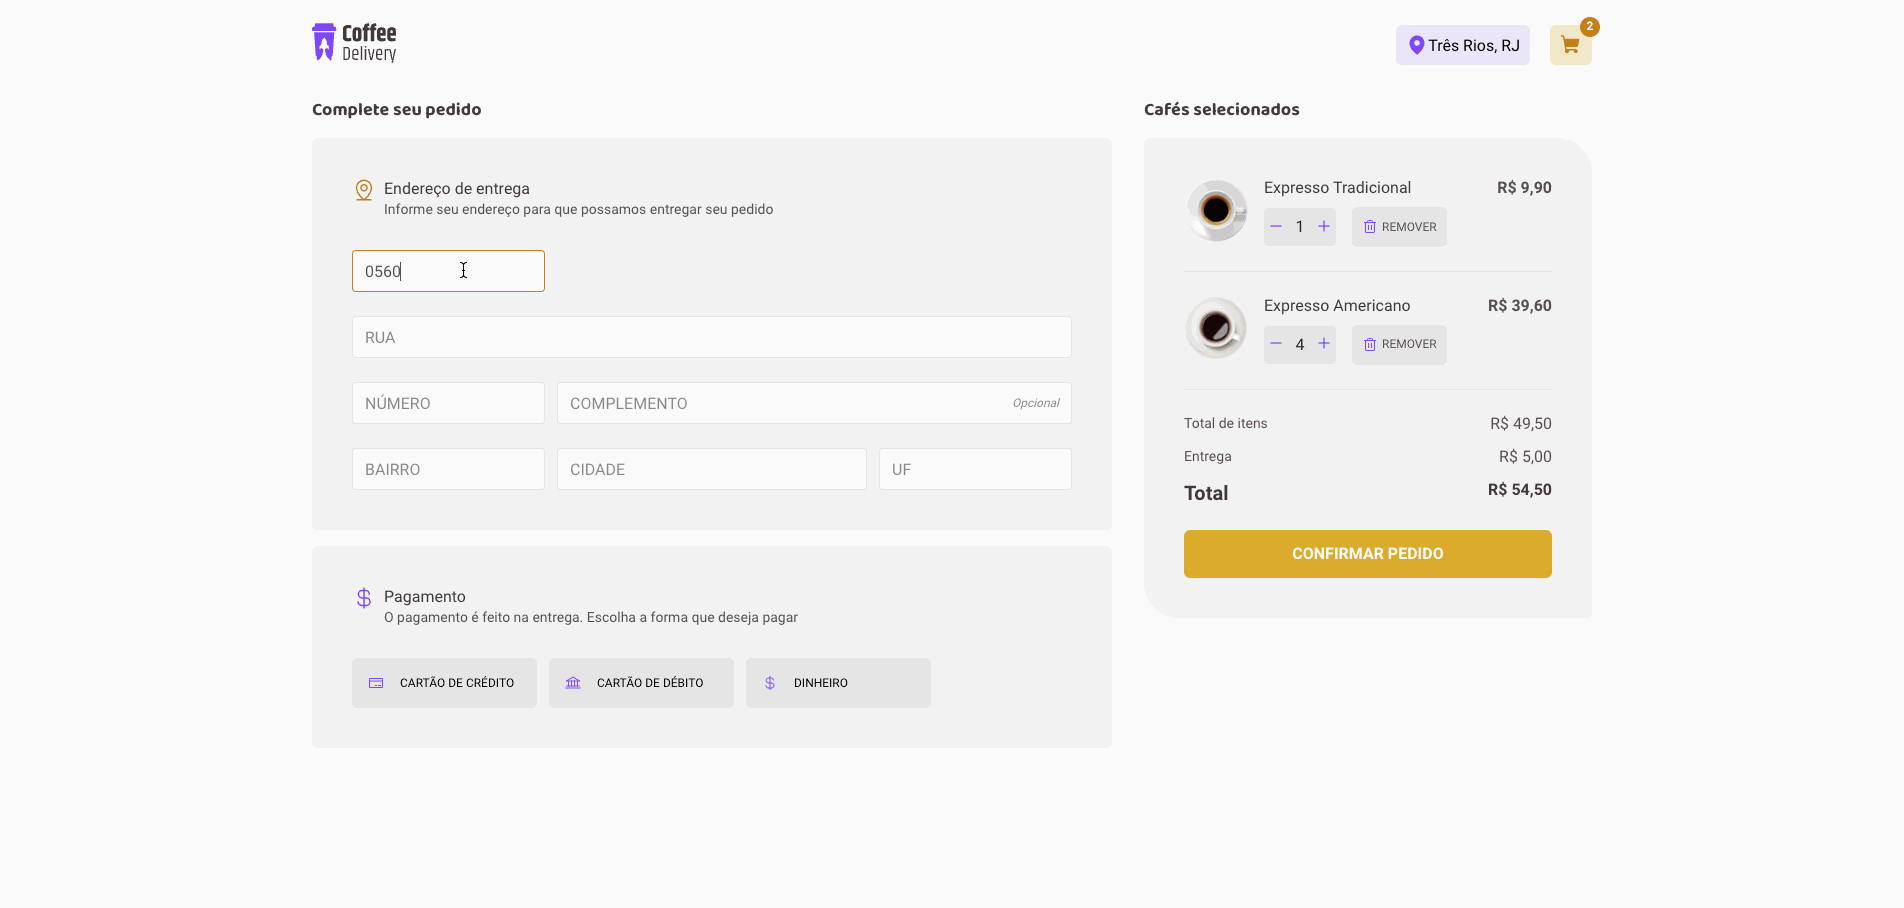 Coffee
Delivery
Três Rios, RJ
2
Complete seu pedido
Endereço de entrega
Informe seu endereço para que possamos entregar seu pedido
0560
RUA
NÚMERO
COMPLEMENTO
Opcional
BAIRRO
CIDADE
UF
Pagamento
O pagamento é feito na entrega. Escolha a forma que deseja pagar
CARTÃO DE CRÉDITO
CARTÃO DE DÉBITO
DINHEIRO
Cafés selecionados
Expresso Tradicional
R$ 9,90
1
REMOVER
Expresso Americano
R$ 39,60
4
REMOVER
Total de itens
R$ 49,50
Entrega
R$ 5,00
Total
R$ 54,50
CONFIRMAR PEDIDO